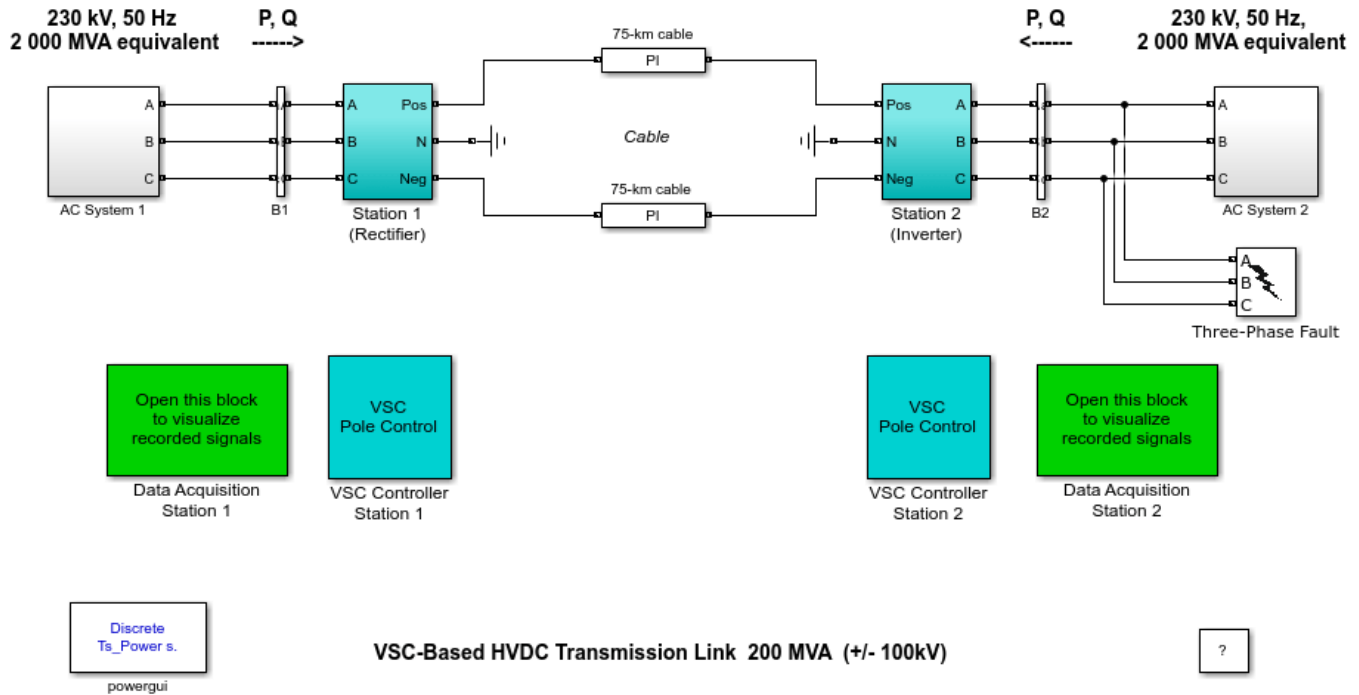 230 kV, 50 Hz
2 000 MVA equivalent
P, Q
------>
75-km cable
PI
P, Q
<------
230 kV, 50 Hz,
2 000 MVA equivalent
A
B
C
AC System 1
B1
A
B
C
Pos
N
Neg
Station 1
(Rectifier)
Cable
75-km cable
PI
Pos
N
Neg
A
B
C
Station 2
(Inverter)
B2
A
B
C
AC System 2
A
B
C
Three-Phase Fault
Open this block
to visualize
recorded signals
Data Acquisition
Station 1
VSC
Pole Control
VSC Controller
Station 1
VSC
Pole Control
VSC Controller
Station 2
Open this block
to visualize
recorded signals
Data Acquisition
Station 2
Discrete
Ts_Power s.
powergui
VSC-Based HVDC Transmission Link 200 MVA (+/- 100kV)
?